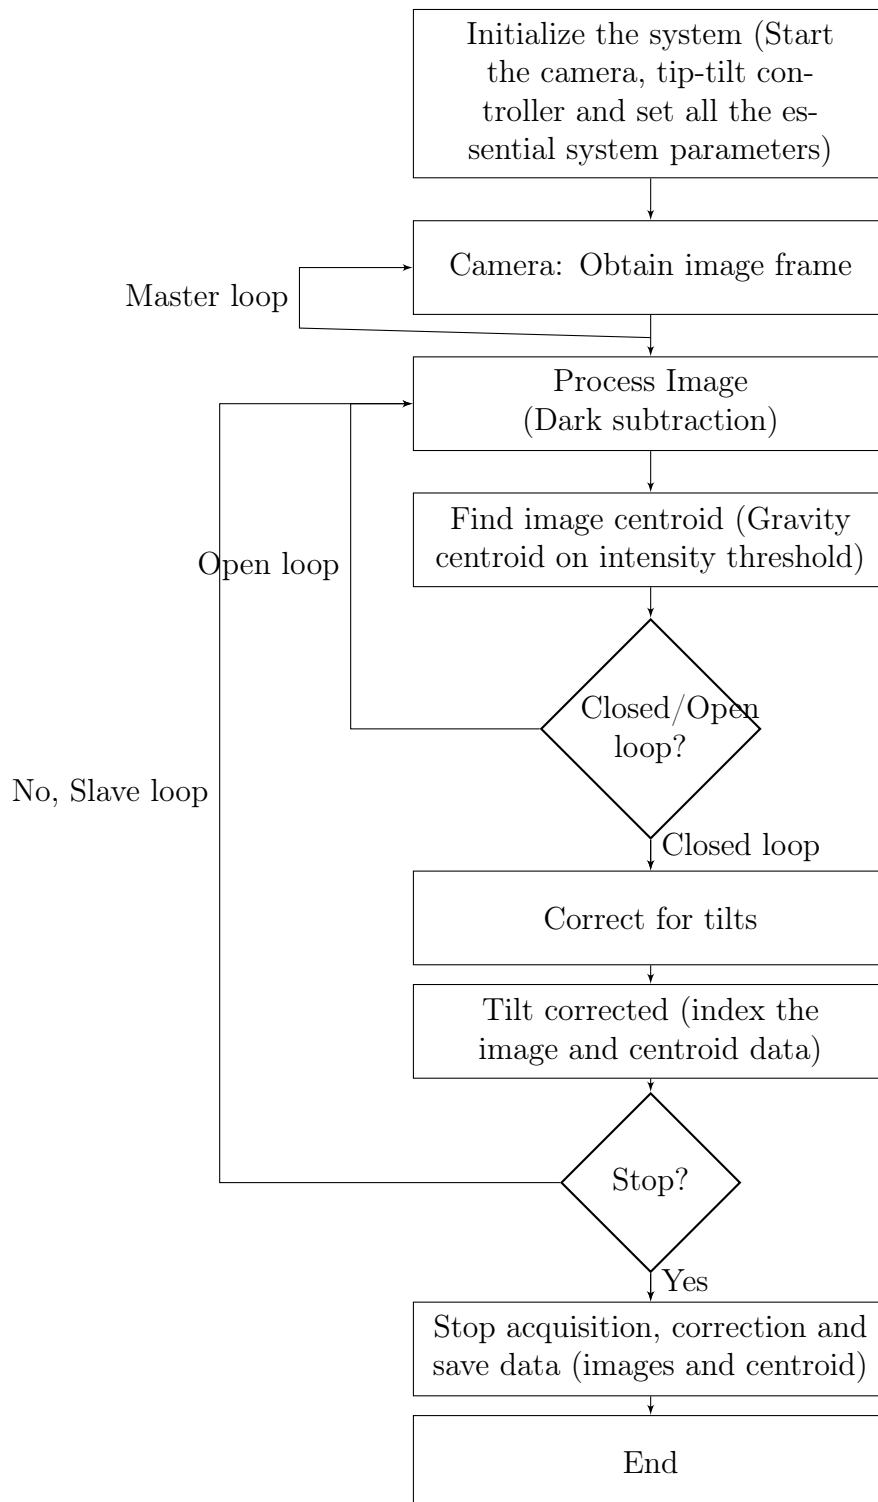 Initialize the system (Start
the camera, tip-tilt con-
troller and set all the es-
sential system parameters)
Camera: Obtain image frame
Master loop
Process Image
(Dark subtraction)
Find image centroid (Gravity
centroid on intensity threshold)
Open loop
Closed/Open
loop?
No, Slave loop
Closed loop
Correct for tilts
Tilt corrected (index the
image and centroid data)
Stop?
Yes
Stop acquisition, correction and
save data (images and centroid)
End